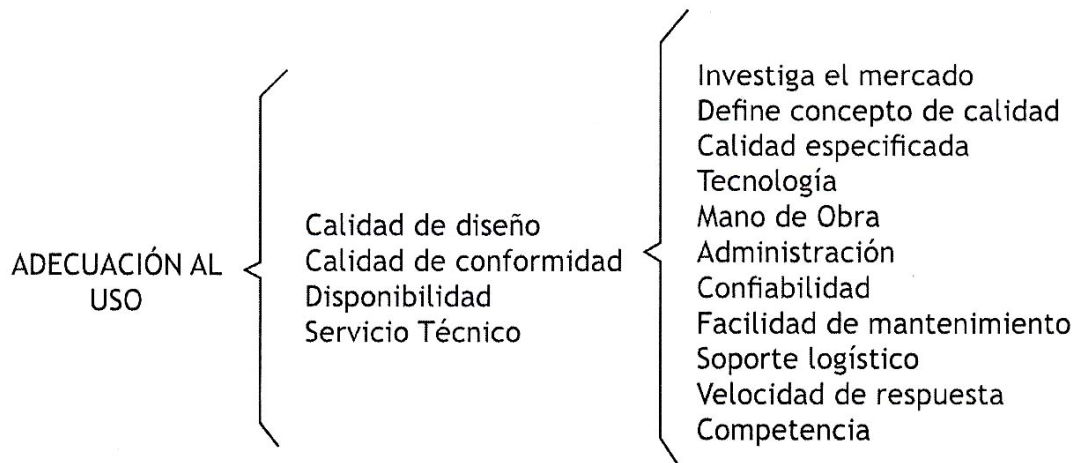 ADECUACIÓN AL
USO
Calidad de diseño
Calidad de conformidad
Disponibilidad
Servicio Técnico
Investiga el mercado
Define concepto de calidad
Calidad especificada
Tecnología
Mano de Obra
Administración
Confiabilidad
Facilidad de mantenimiento
Soporte logístico
Velocidad de respuesta
Competencia